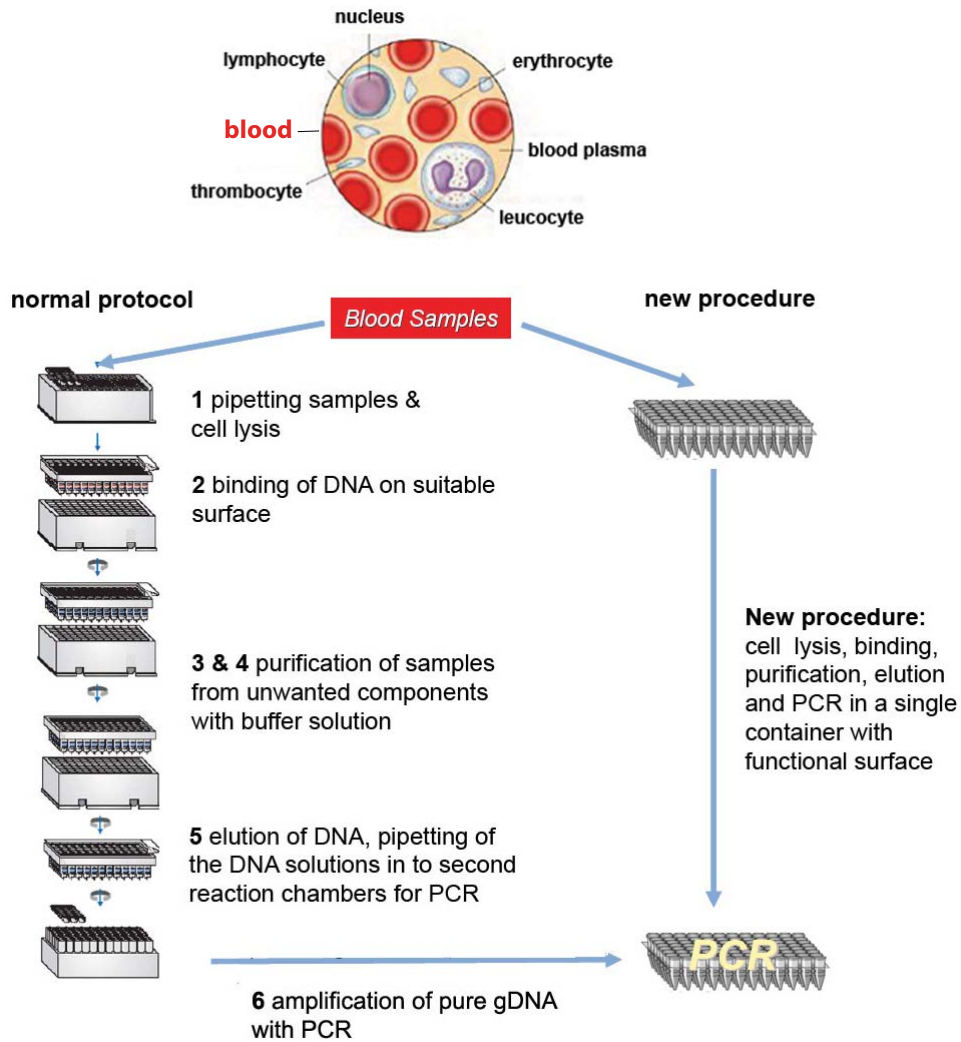 nucleus
lymphocyte
erythrocyte
blood
blood plasma
thrombocyte
leucocyte
normal protocol
new procedure
Blood Samples
1 pipetting samples &
cell lysis
2 binding of DNA on suitable
surface
3 & 4 purification of samples
from unwanted components
with buffer solution
New procedure:
cell lysis, binding,
purification, elution
and PCR in a single
container with
functional surface
5 elution of DNA, pipetting of
the DNA solutions in to second
reaction chambers for PCR
PCR
6 amplification of pure gDNA
with PCR